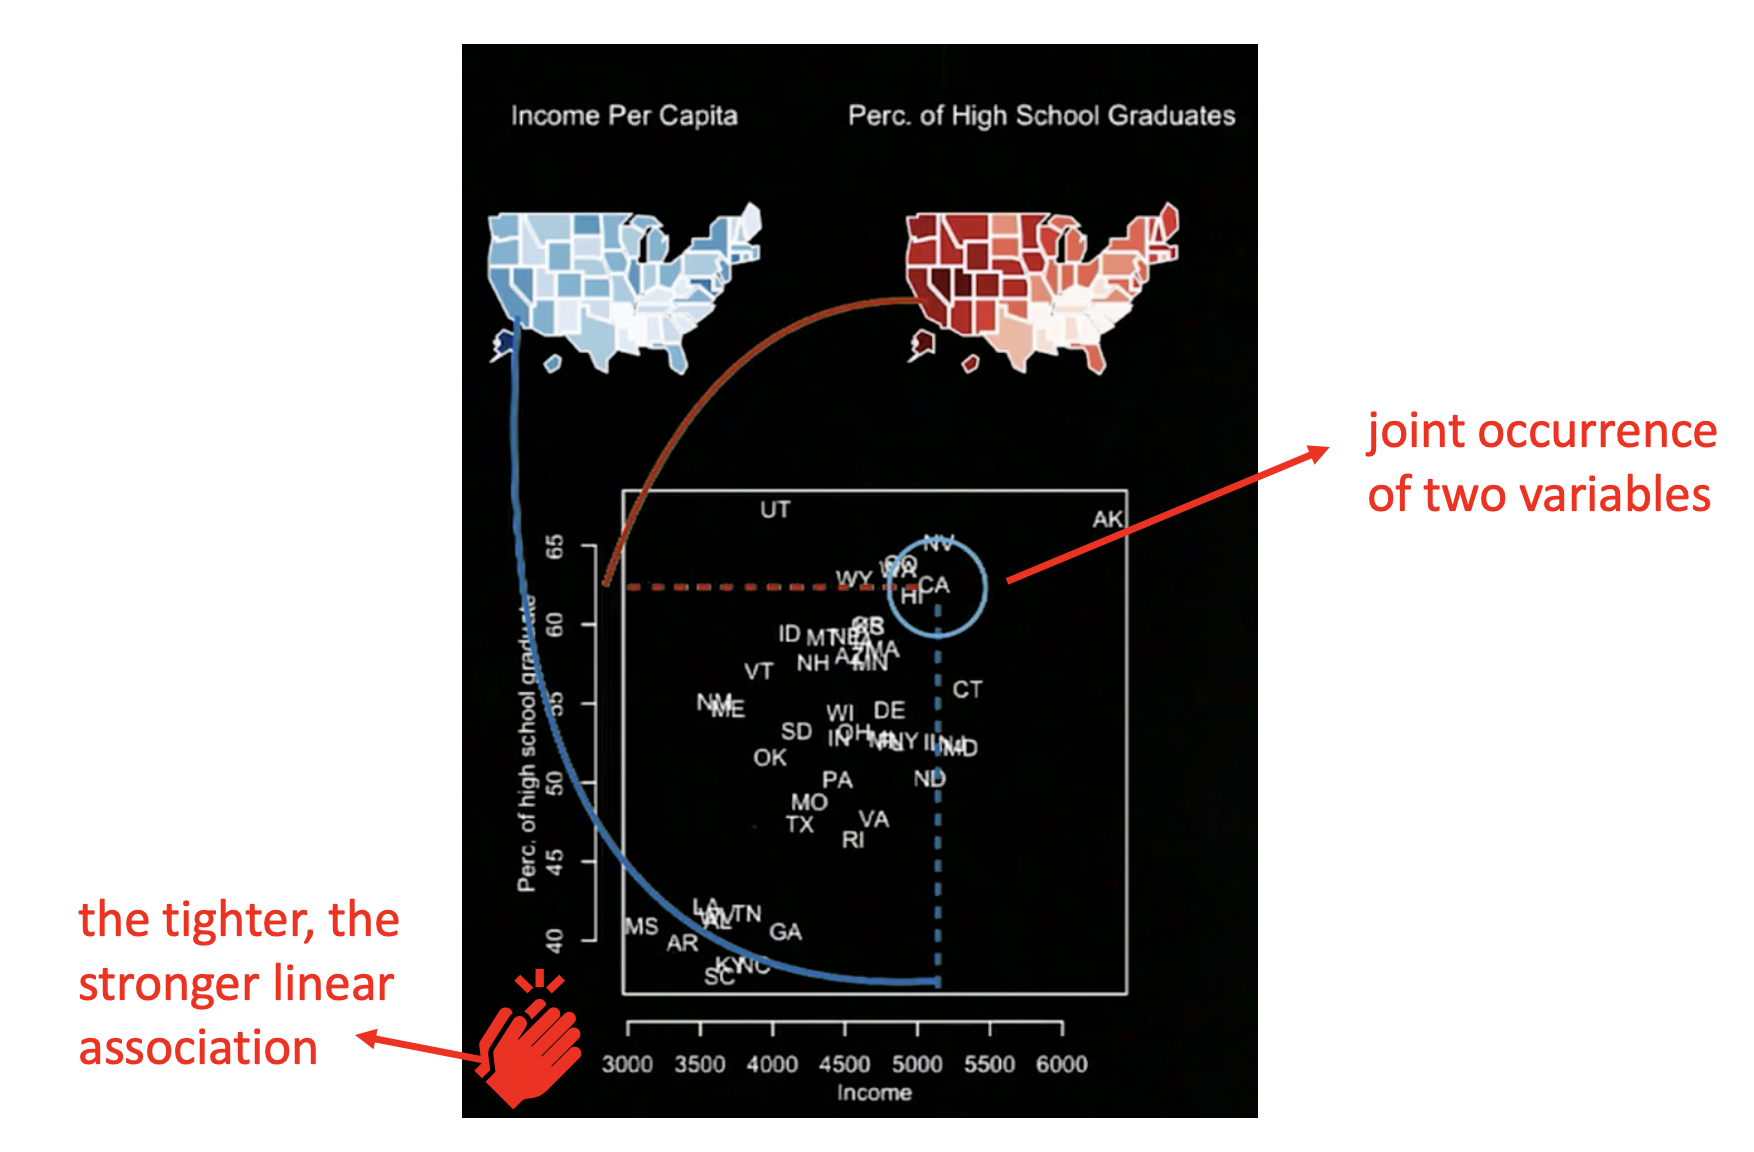 Income Per Capita
Perc. of High School Graduates
joint occurrence
of two variables
UT
AK
NV
CO
WA
WY
CA
HI
ID
MT
NE
MA
AZ
MN
NH
VT
CT
NM
ME
WI
DE
SD
IN
OH
NY
IL
NJ
MD
OK
PA
ND
MO
TX
VA
RI
LA
WV
AL
TN
MS
GA
AR
KY
NC
SC
65
60
55
50
45
40
Perc. of high school graduate
3000 3500 4000 4500 5000 5500 6000
Income
the tighter, the
stronger linear
association